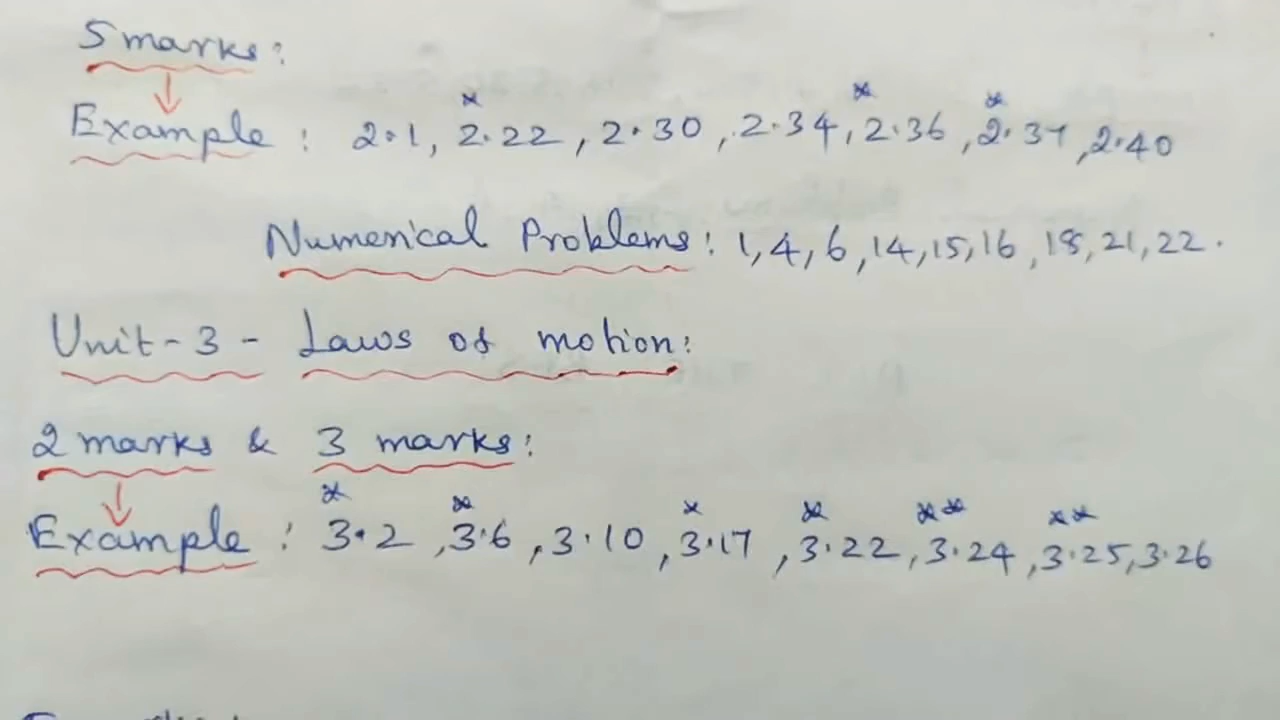 5 marks:
Example : 2.1, *2.22, 2.30, 2.34, *2.36, *2.37, 2.40
Numerical Problems: 1, 4, 6, 14, 15, 16, 18, 21, 22.
Unit-3 - Laws of motion:
2 marks & 3 marks:
Example : *3.2, *3.6, 3.10, *3.17, *3.22, **3.24, **3.25, 3.26